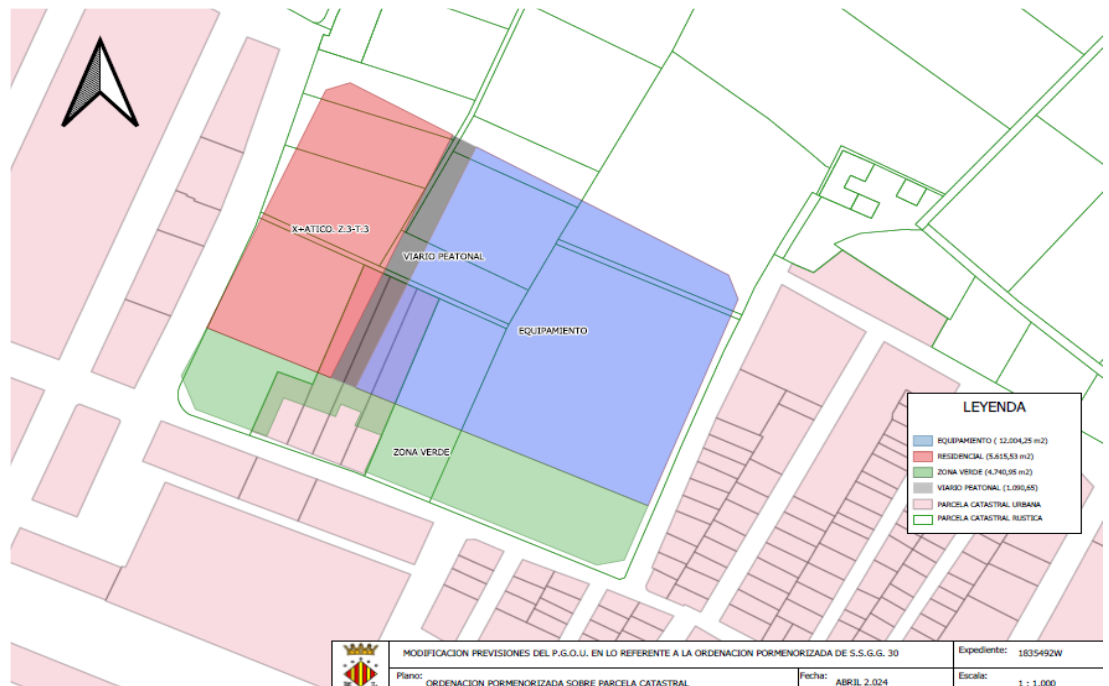 X+ATICO. Z:3-T:3
VIARIO PEATONAL
EQUIPAMIENTO
ZONA VERDE
LEYENDA
EQUIPAMIENTO ( 12.004,25 m2)
RESIDENCIAL (5.615,53 m2)
ZONA VERDE (4.740,95 m2)
VIARIO PEATONAL (1.090,65)
PARCELA CATASTRAL URBANA
PARCELA CATASTRAL RUSTICA
MODIFICACION PREVISIONES DEL P.G.O.U. EN LO REFERENTE A LA ORDENACION PORMENORIZADA DE S.S.G.G. 30
Expediente: 1835492W
Plano: ORDENACION PORMENORIZADA SOBRE PARCELA CATASTRAL
Fecha: ABRIL 2.024
Escala: 1 : 1.000